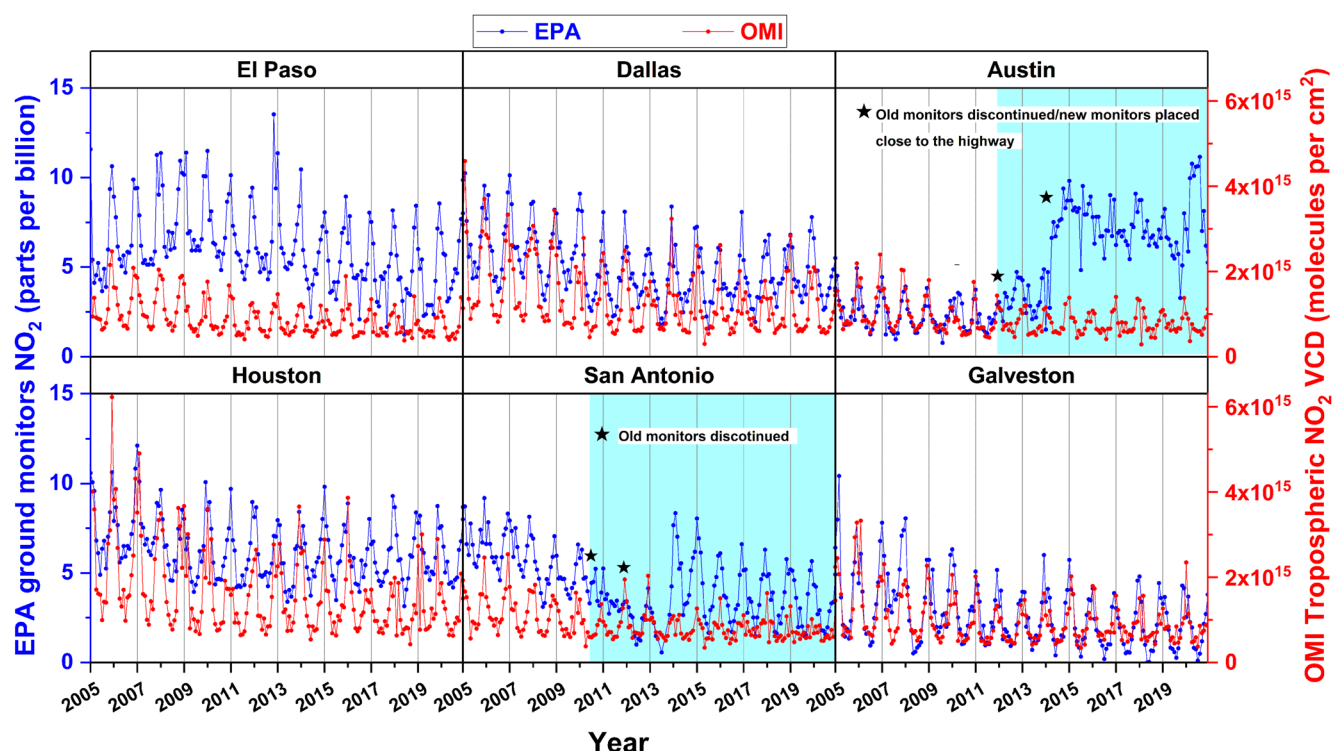 EPA OMI
El Paso Dallas Austin
EPA ground monitors NO2 (parts per billion)
15
10
5
0
★ Old monitors discontinued/new monitors placed
close to the highway
6x10^15
4x10^15
2x10^15
0
OMI Tropospheric NO2 VCD (molecules per cm2)
Houston San Antonio Galveston
15
10
5
0
★ Old monitors discotinued
6x10^15
4x10^15
2x10^15
0
2005 2007 2009 2011 2013 2015 2017 2019 2005 2011 2013 2015 2017 2019 2005 2007 2009 2011 2013 2015 2017 2019
2007 2009
Year